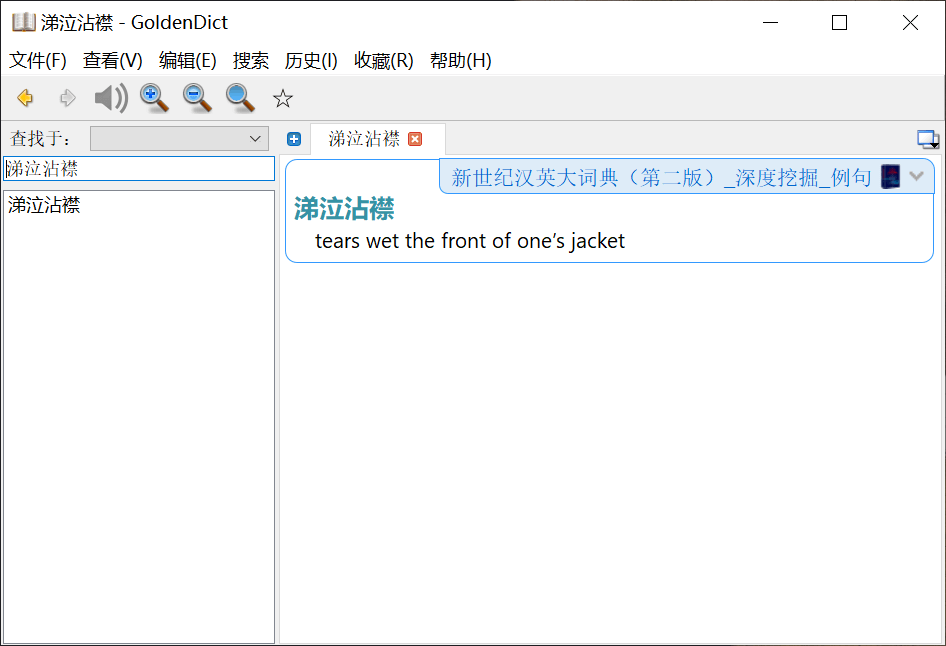 涕泣沾襟 - GoldenDict
文件(F) 查看(V) 编辑(E) 搜索 历史(I) 收藏(R) 帮助(H)
查找于:
涕泣沾襟
涕泣沾襟
涕泣沾襟
新世纪汉英大词典（第二版）_深度挖掘_例句
涕泣沾襟
tears wet the front of one’s jacket